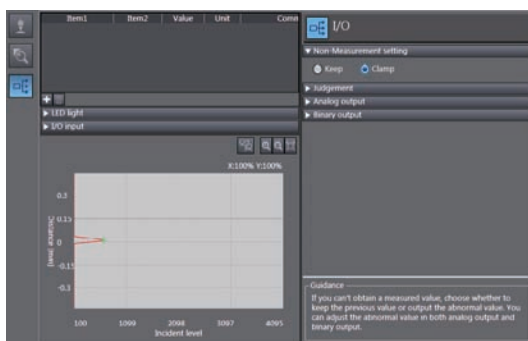 Item1 Item2 Value Unit Comm
LED light
I/O input
X:100% Y:100%
0.3
0.15
0
-0.15
-0.3
Distance [mm]
100 1099 2098 3097 4095
Incident level
I/O
Non-Measurement setting
Keep Clamp
Judgement
Analog output
Binary output
Guidance
If you can't obtain a measured value, choose whether to
keep the previous value or output the abnormal value. You
can adjust the abnormal value in both analog output and
binary output.